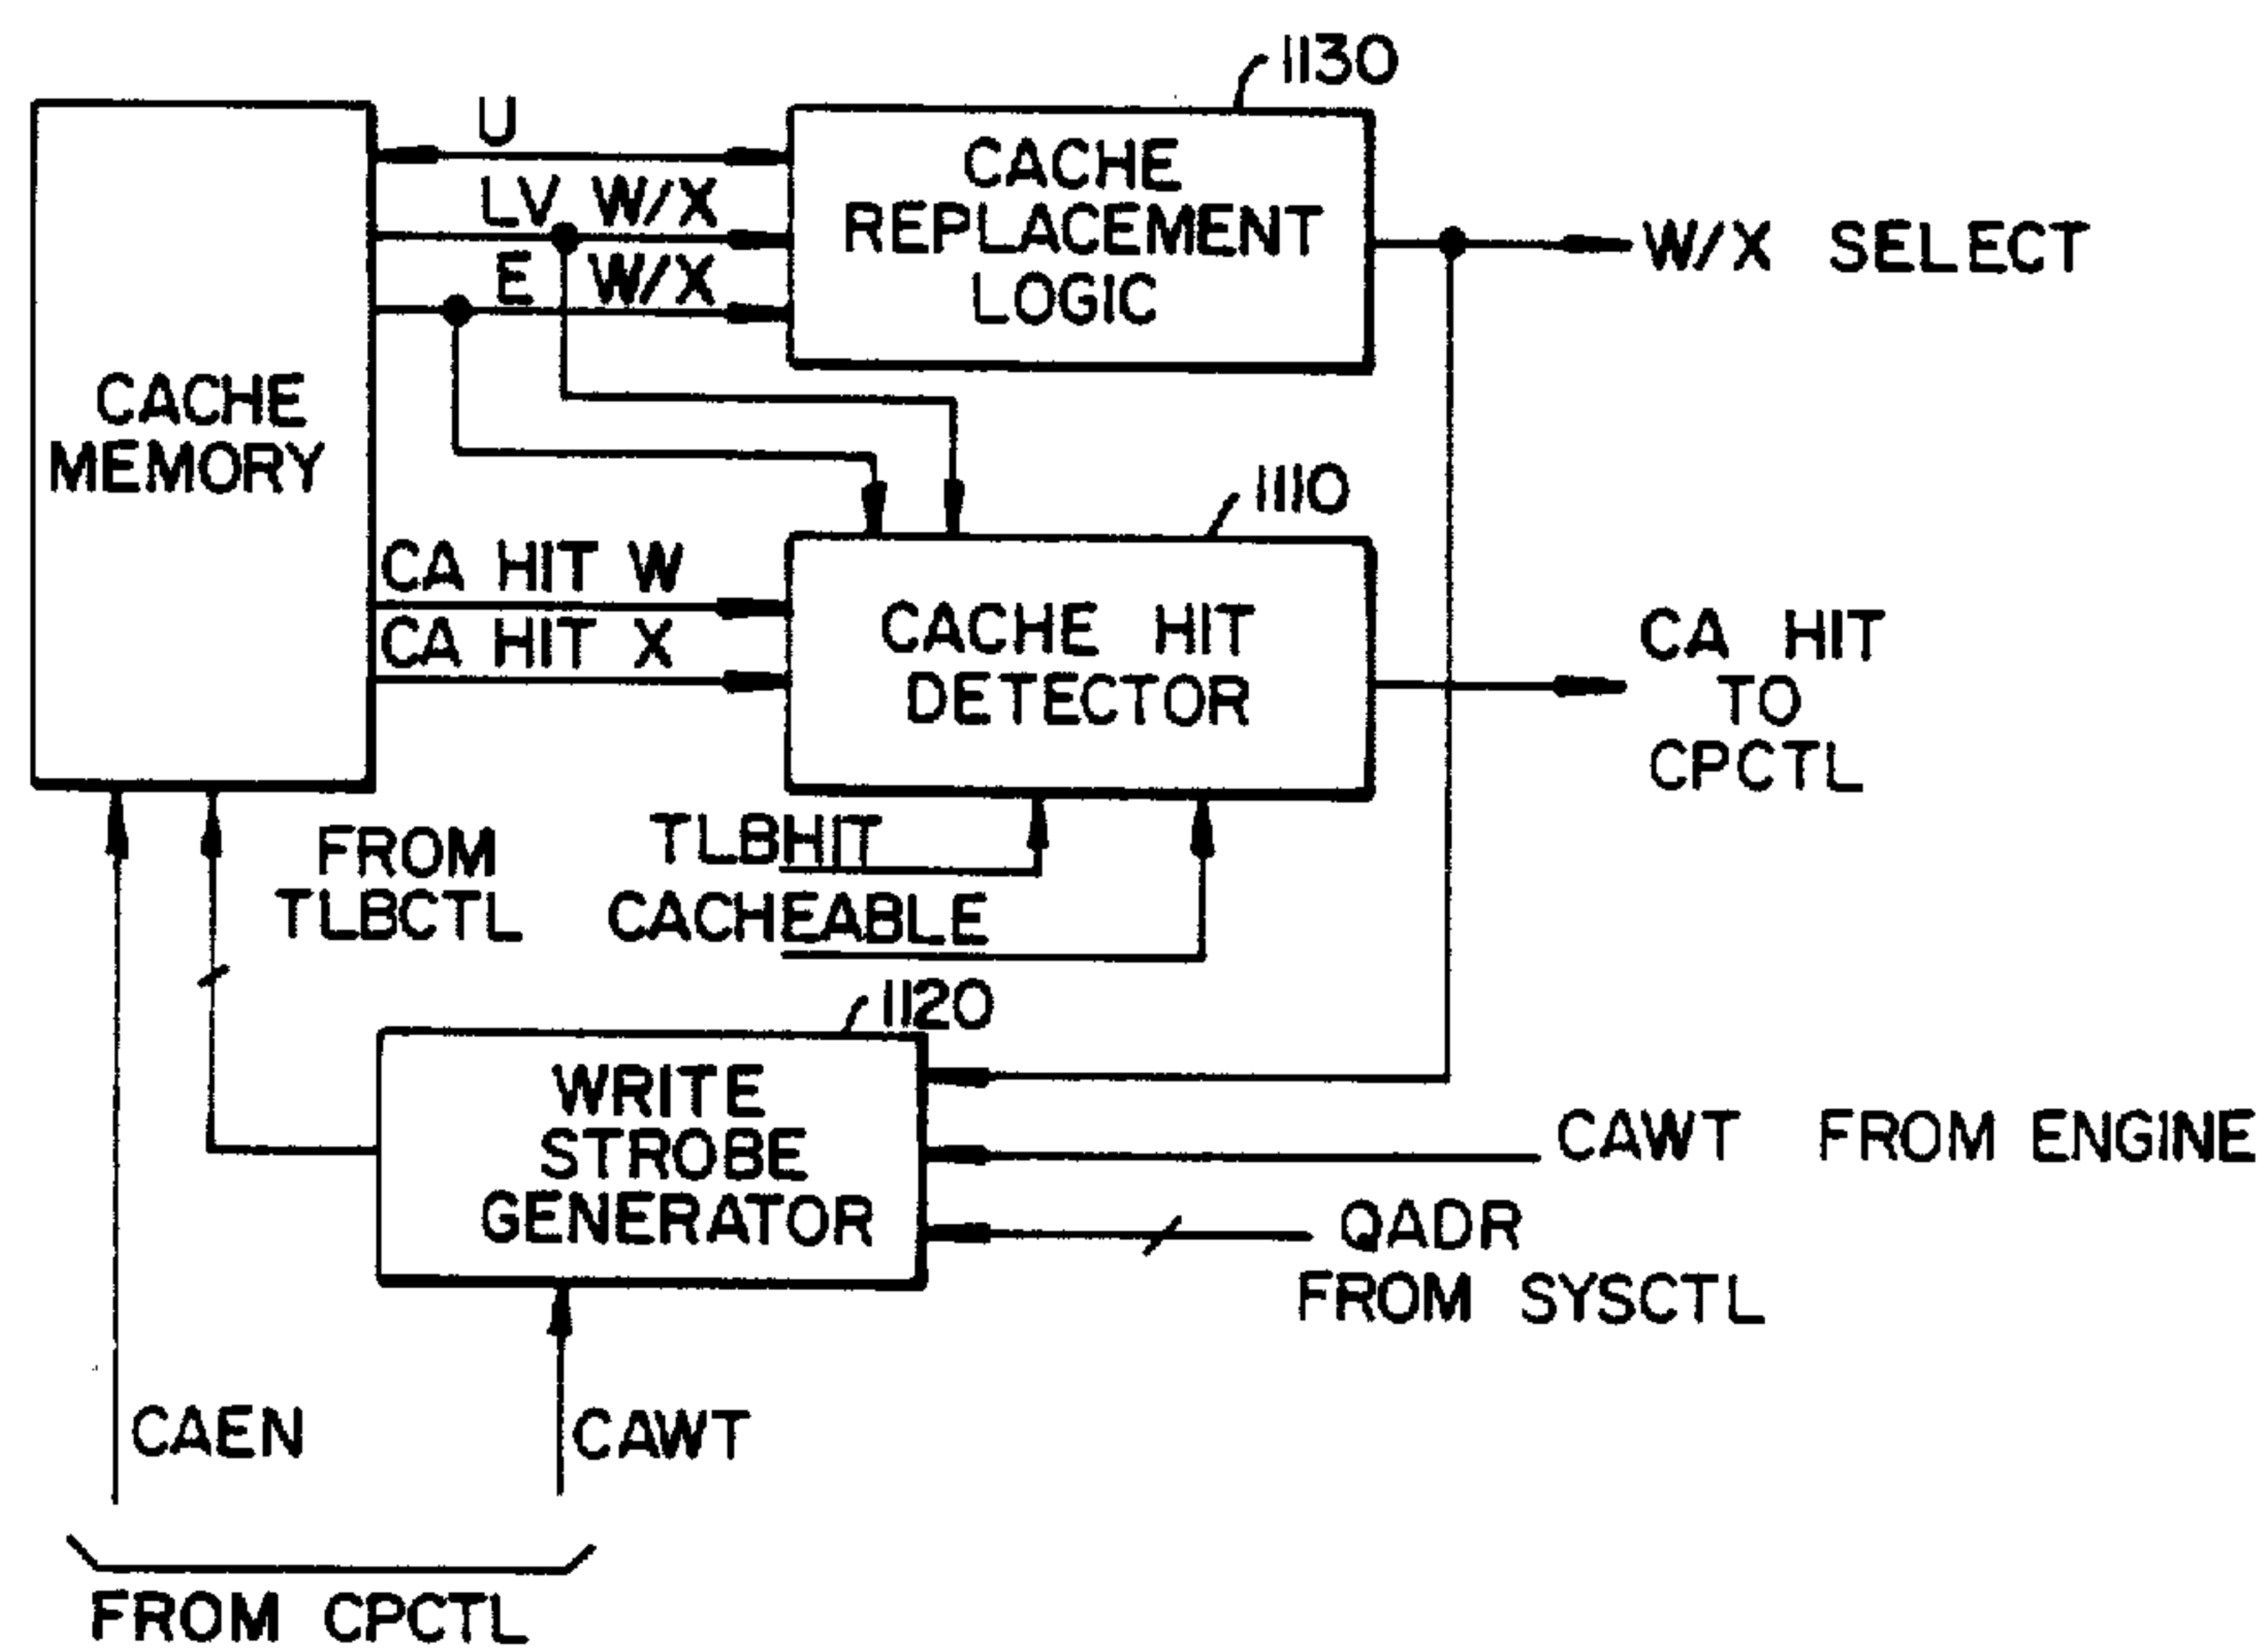 1130
U
LV W/X
E W/X
CACHE
REPLACEMENT
LOGIC
W/X SELECT
CACHE
MEMORY
1110
CA HIT W
CA HIT X
CACHE HIT
DETECTOR
CA HIT
TO
CPCTL
FROM
TLBCTL
TLBHIT
CACHEABLE
1120
WRITE
STROBE
GENERATOR
CAWT FROM ENGINE
QADR
FROM SYSCTL
CAEN
CAWT
FROM CPCTL